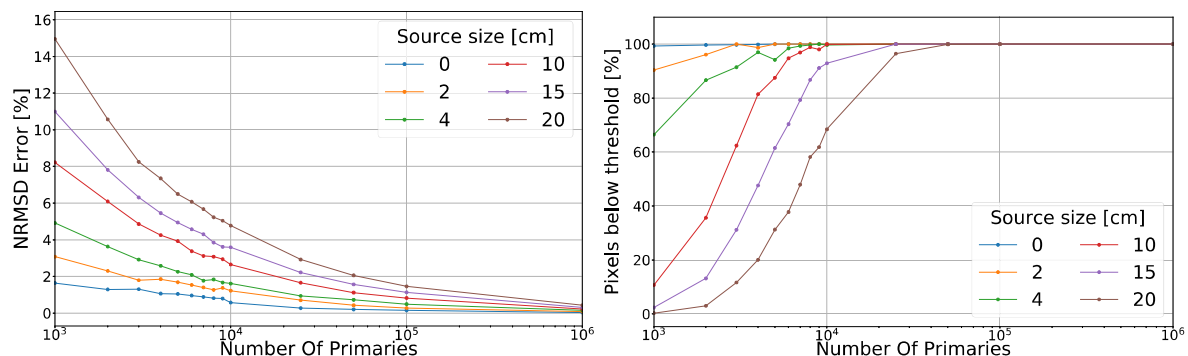 NRMSD Error [%]
16
14
12
10
8
6
4
2
0
Source size [cm]
0 10
2 15
4 20
10³ 10⁴ 10⁵ 10⁶
Number Of Primaries
Pixels below threshold [%]
100
80
60
40
20
0
Source size [cm]
0 10
2 15
4 20
10³ 10⁴ 10⁵ 10⁶
Number Of Primaries